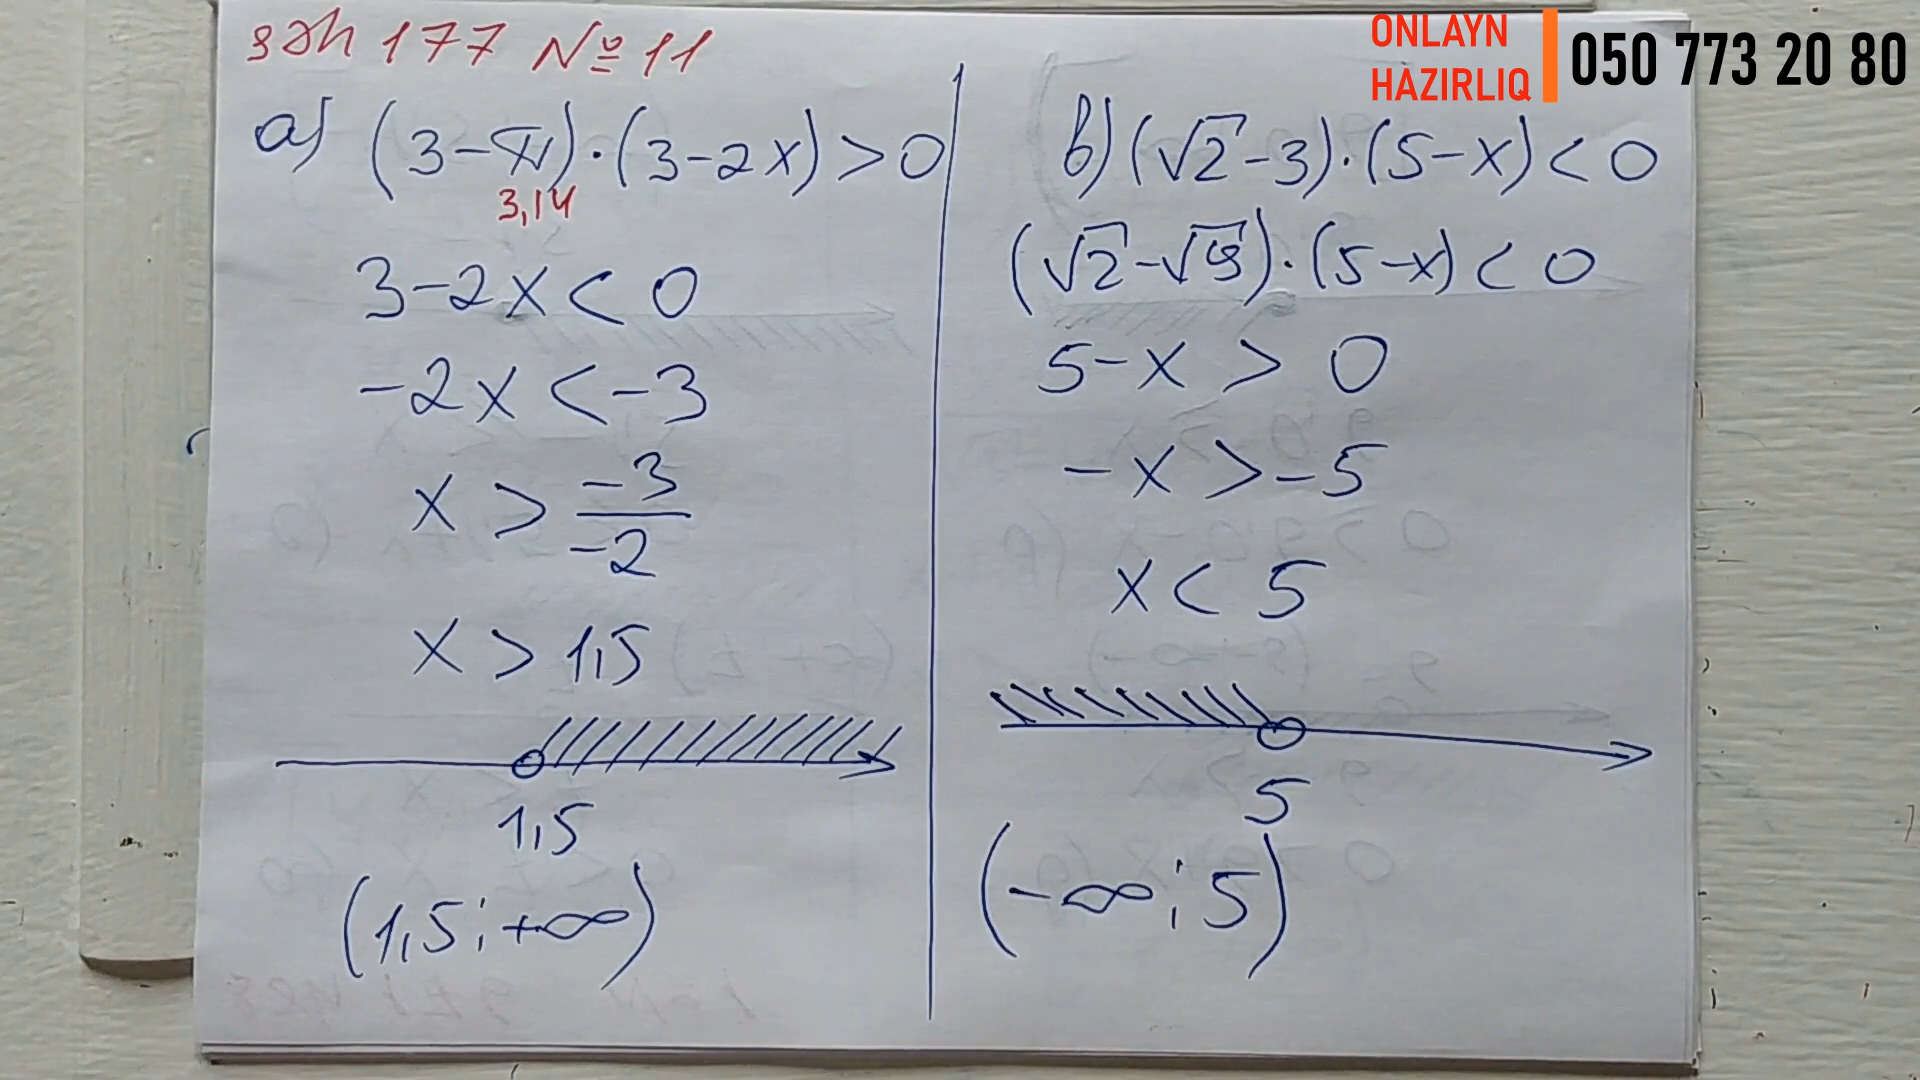 ONLAYN
HAZIRLIQ
050 773 20 80
səh 177 № 11
a) (3-π)·(3-2x)>0
3,14
3-2x<0
-2x<-3
x > -3/-2
x > 1,5
1,5
(1,5;+∞)
b) (√2-3)·(5-x)<0
(√2-√9)·(5-x)<0
5-x > 0
-x>-5
x < 5
5
(-∞;5)